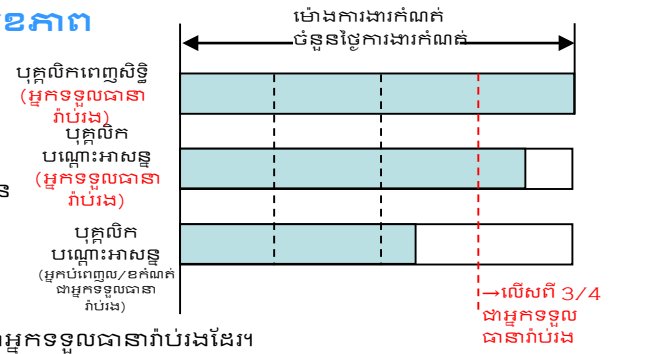 ខភាព
ម៉ោងការងារកំណត់
ចំនួនថ្ងៃការងារកំណត់
បុគ្គលិកពេញសិទ្ធិ
(អ្នកទទួលធានា
រ៉ាប់រង)
បុគ្គលិក
បណ្តោះអាសន្ន
(អ្នកទទួលធានា
រ៉ាប់រង)
ន
បុគ្គលិក
បណ្តោះអាសន្ន
(អ្នកបំពេញល/ខកំណត់
ជាអ្នកទទួលធានា
រ៉ាប់រង)
→លើសពី 3/4
ជាអ្នកទទួល
ធានារ៉ាប់រង
អ្នកទទួលធានារ៉ាប់រងដែរ។